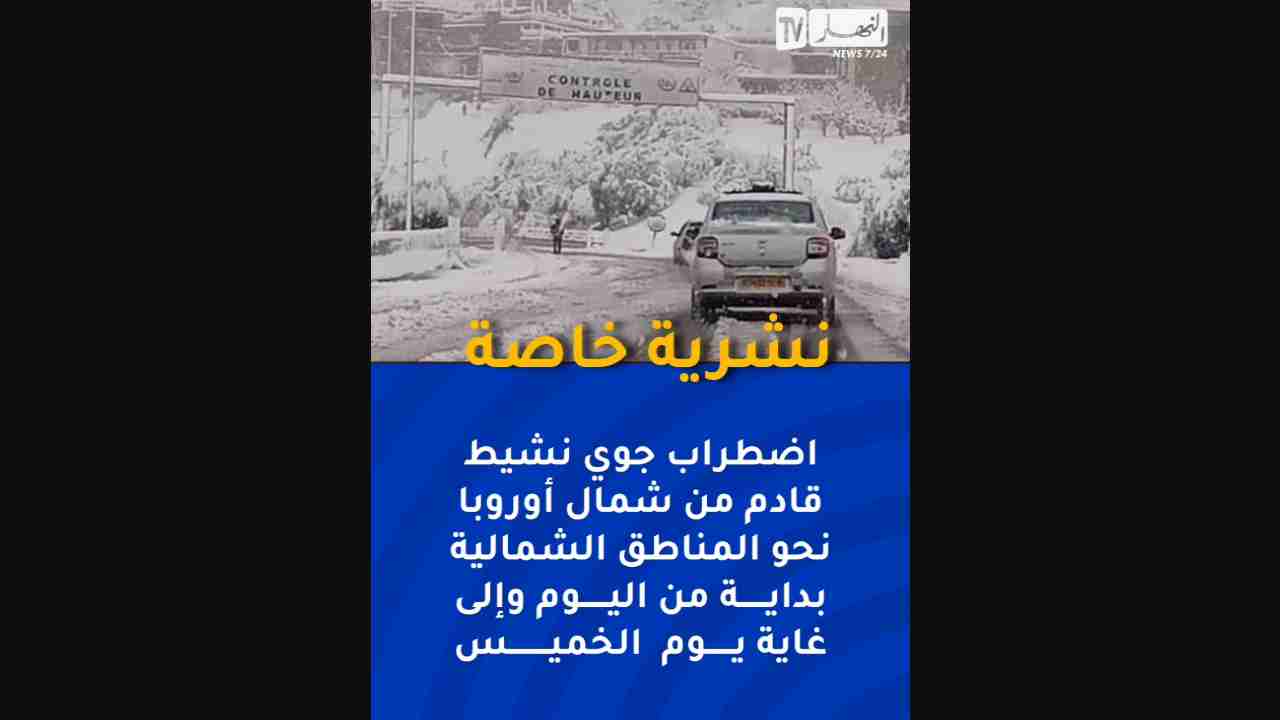 النهار TV
NEWS 7/24
CONTROLE
DE HAUTEUR
نشرية خاصة
اضطراب جوي نشيط
قادم من شمال أوروبا
نحو المناطق الشمالية
بدايـــة من اليـــوم وإلى
غاية يـــوم الخميـــــس